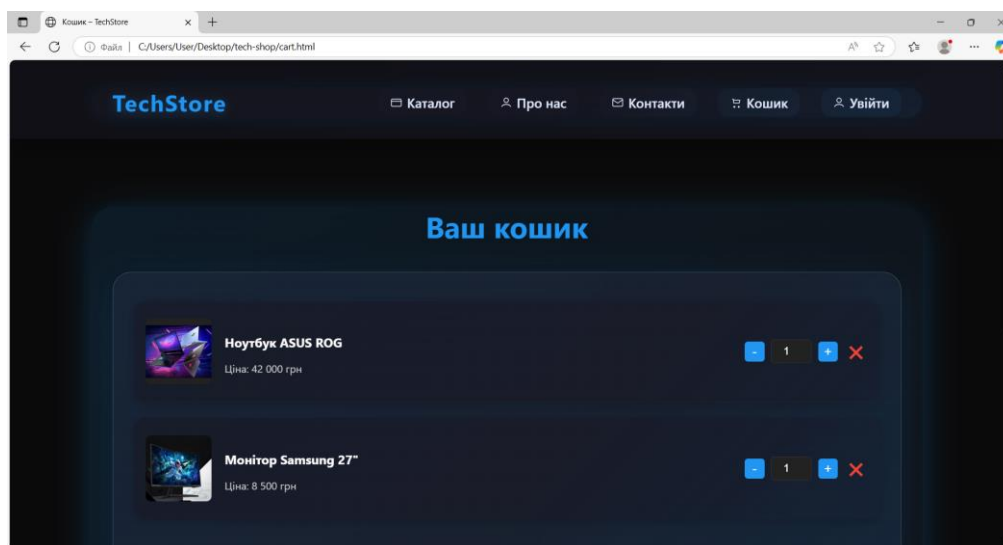 Кошик – TechStore
Файл | C:/Users/User/Desktop/tech-shop/cart.html
TechStore
Каталог
Про нас
Контакти
Кошик
Увійти
Ваш кошик
Ноутбук ASUS ROG
Ціна: 42 000 грн
- 1 +
Монітор Samsung 27"
Ціна: 8 500 грн
- 1 +